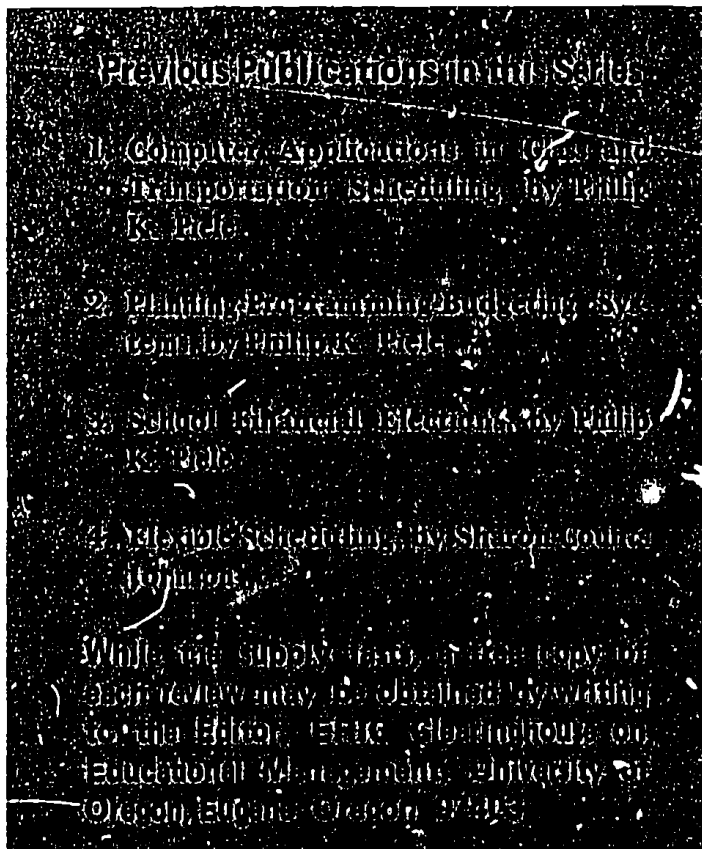 Previous Publications in this Series
1. Computer Applications in Class and
Transportation Scheduling, by Philip
K. Piele
2. Planning-Programming-Budgeting Sys-
tems, by Philip K. Piele
3. School Financial Elections, by Philip
K. Piele
4. Flexible Scheduling, by Sharon
Johnson
While the supply lasts, a free copy of
each review may be obtained by writing
to the Editor, ERIC Clearinghouse on
Educational Management, University of
Oregon, Eugene, Oregon 97403